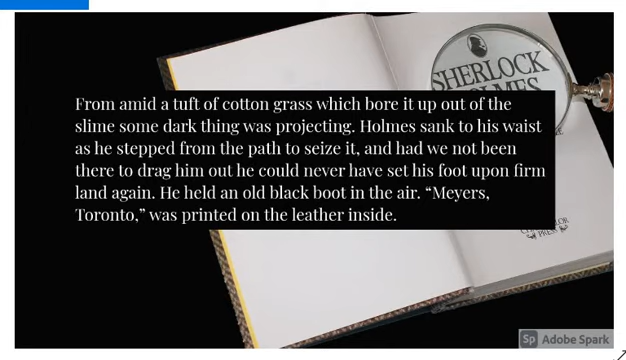 SHERLOCK
HOLMES
From amid a tuft of cotton grass which bore it up out of the
slime some dark thing was projecting. Holmes sank to his waist
as he stepped from the path to seize it, and had we not been
there to drag him out he could never have set his foot upon firm
land again. He held an old black boot in the air. “Meyers,
Toronto,” was printed on the leather inside.
PRESS
Sp Adobe Spark